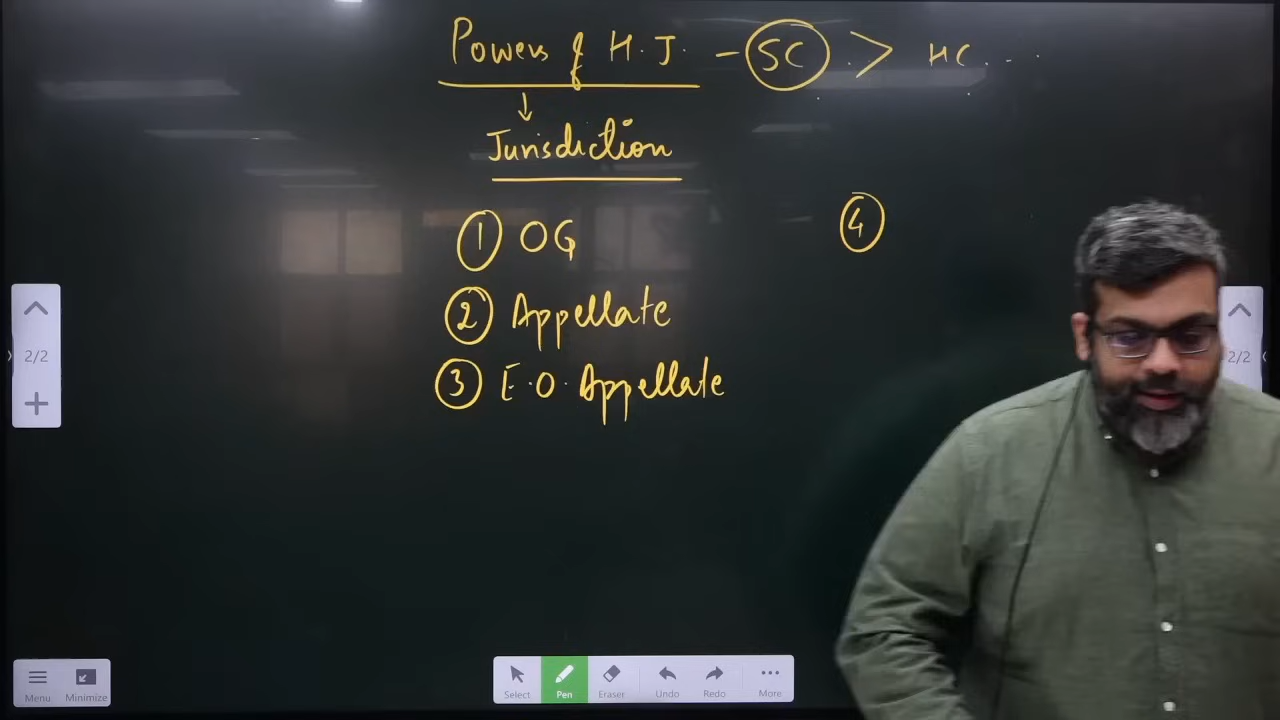 Powers of H.J. - SC > HC....
↓
Jurisdiction
① OG
② Appellate
③ E.O. Appellate
④
2/2
2/2
Menu Minimize
Select Pen Eraser Undo Redo More